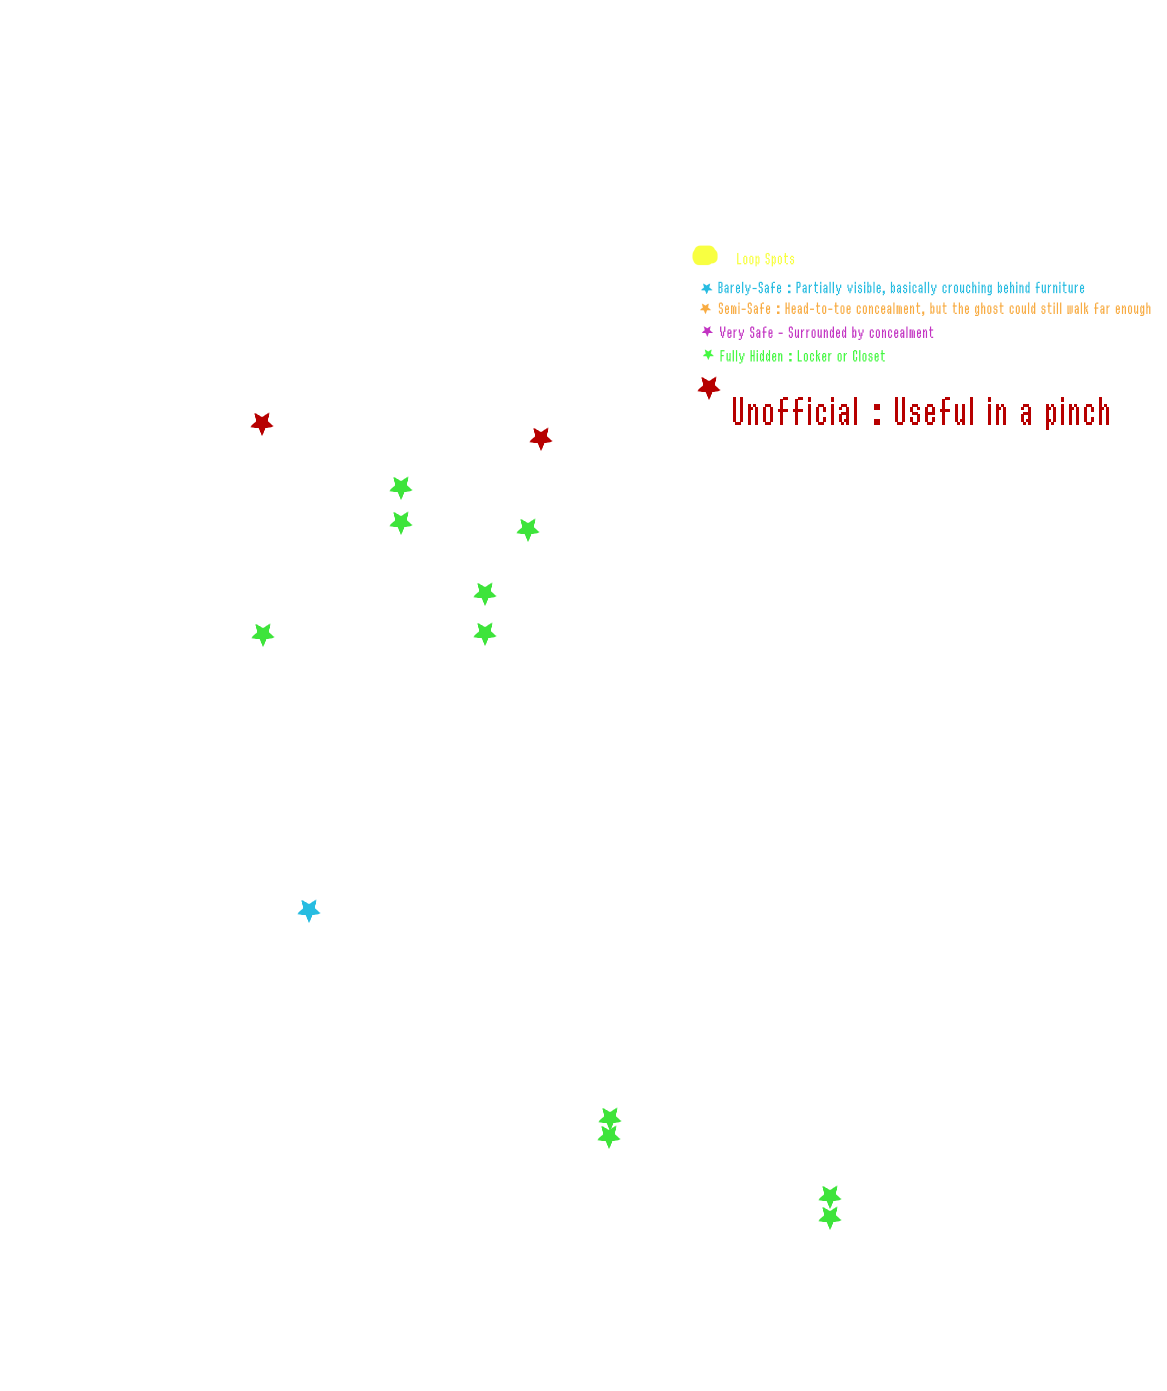 Loop Spots
Barely-Safe : Partially visible, basically crouching behind furniture
Semi-Safe : Head-to-toe concealment, but the ghost could still walk far enough
Very Safe - Surrounded by concealment
Fully Hidden : Locker or Closet
Unofficial : Useful in a pinch